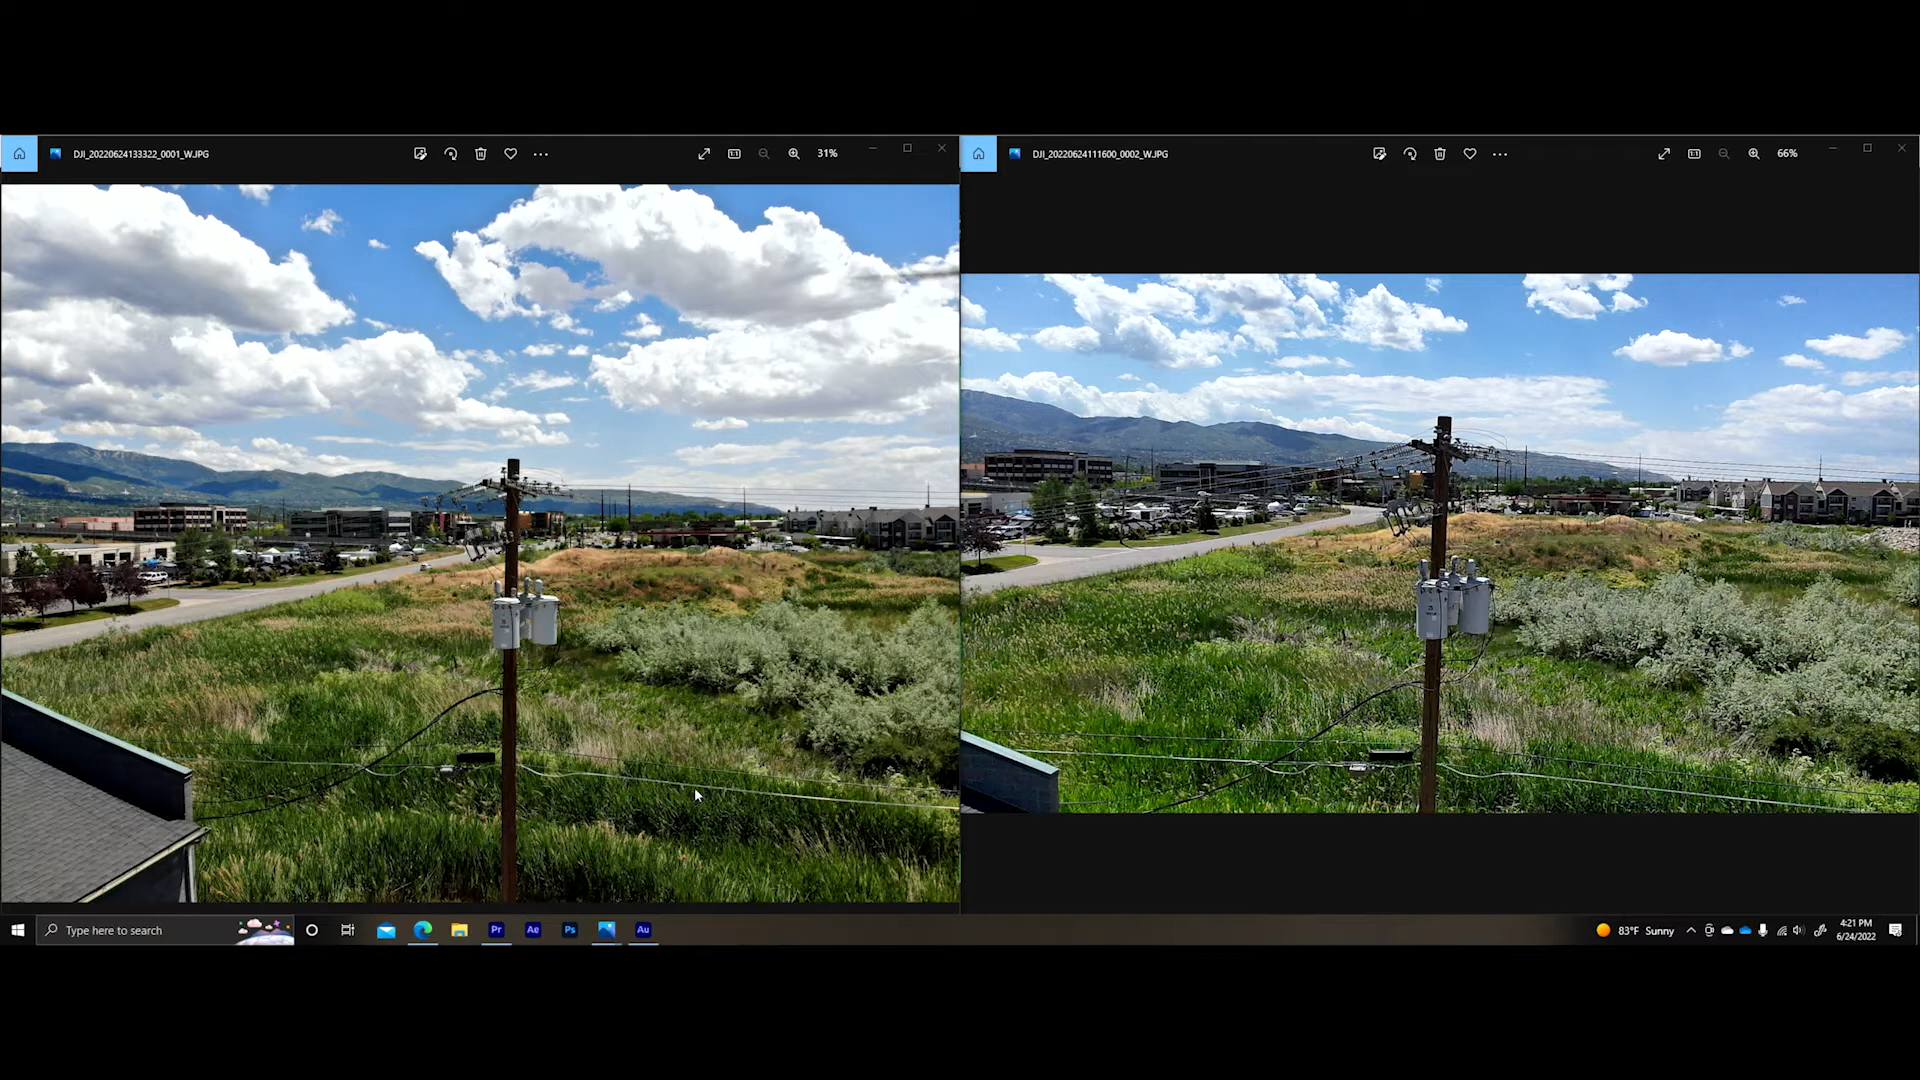 DJI_20220624133322_0001_W.JPG
31%
DJI_20220624111600_0002_W.JPG
66%
Type here to search
Pr
Ae
Ps
Au
83°F Sunny
4:21 PM
6/24/2022